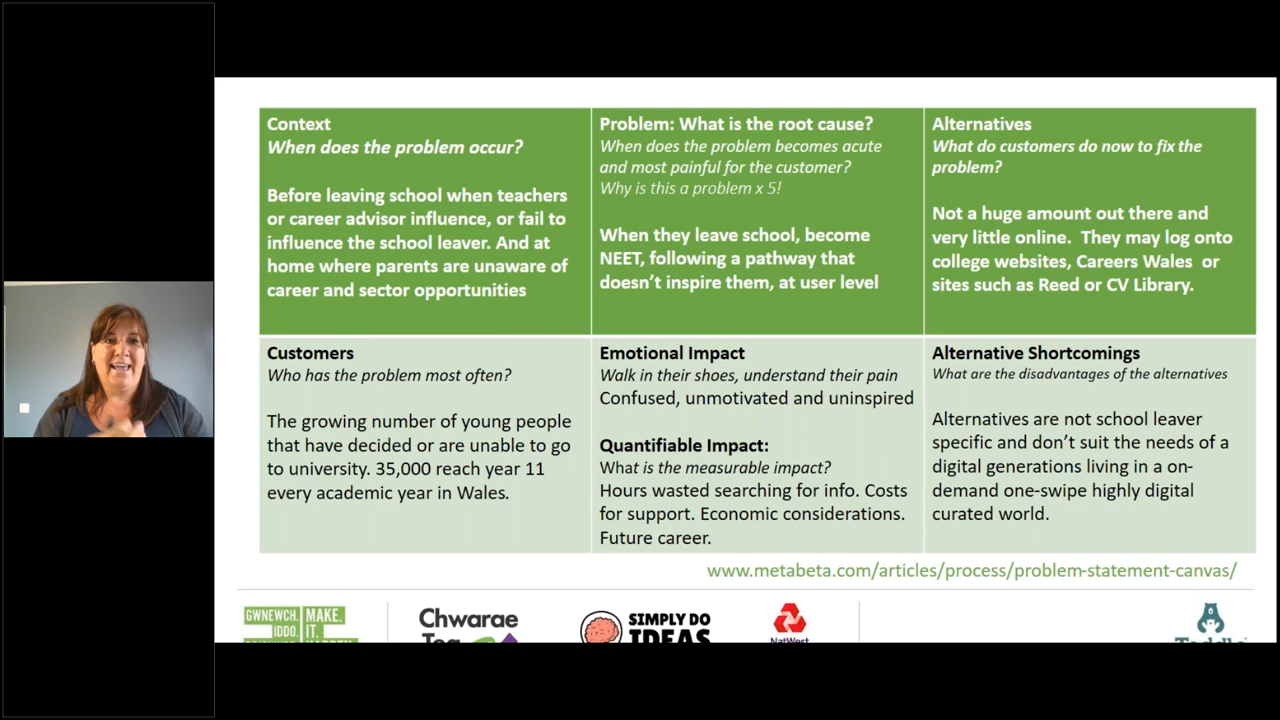 Context
When does the problem occur?
Before leaving school when teachers
or career advisor influence, or fail to
influence the school leaver. And at
home where parents are unaware of
career and sector opportunities
Problem: What is the root cause?
When does the problem becomes acute
and most painful for the customer?
Why is this a problem x 5!
When they leave school, become
NEET, following a pathway that
doesn't inspire them, at user level
Alternatives
What do customers do now to fix the
problem?
Not a huge amount out there and
very little online. They may log onto
college websites, Careers Wales or
sites such as Reed or CV Library.
Customers
Who has the problem most often?
The growing number of young people
that have decided or are unable to go
to university. 35,000 reach year 11
every academic year in Wales.
Emotional Impact
Walk in their shoes, understand their pain
Confused, unmotivated and uninspired
Quantifiable Impact:
What is the measurable impact?
Hours wasted searching for info. Costs
for support. Economic considerations.
Future career.
Alternative Shortcomings
What are the disadvantages of the alternatives
Alternatives are not school leaver
specific and don't suit the needs of a
digital generations living in a on-
demand one-swipe highly digital
curated world.
www.metabeta.com/articles/process/problem-statement-canvas/
GWNEWCH.
IDDO.
MAKE.
IT.
Chwarae
Teg
SIMPLY DO
IDEAS
NatWest